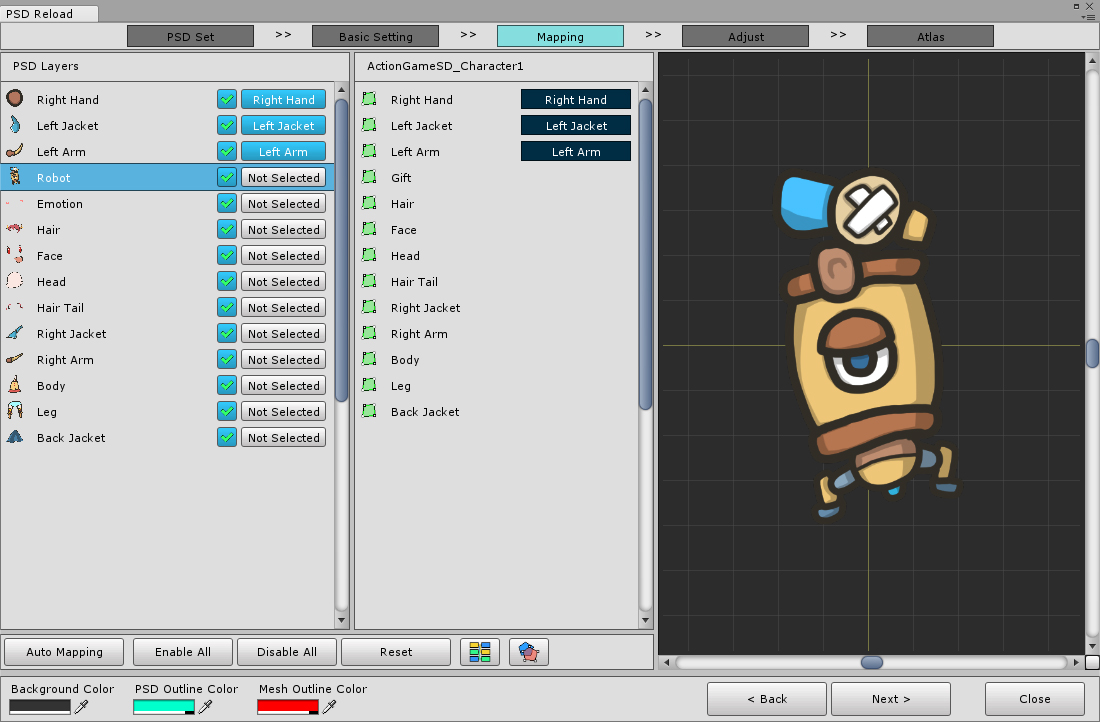 PSD Reload
PSD Set >> Basic Setting >> Mapping >> Adjust >> Atlas
PSD Layers
Right Hand Right Hand
Left Jacket Left Jacket
Left Arm Left Arm
Robot Not Selected
Emotion Not Selected
Hair Not Selected
Face Not Selected
Head Not Selected
Hair Tail Not Selected
Right Jacket Not Selected
Right Arm Not Selected
Body Not Selected
Leg Not Selected
Back Jacket Not Selected
ActionGameSD_Character1
Right Hand Right Hand
Left Jacket Left Jacket
Left Arm Left Arm
Gift
Hair
Face
Head
Hair Tail
Right Jacket
Right Arm
Body
Leg
Back Jacket
Auto Mapping Enable All Disable All Reset
Background Color PSD Outline Color Mesh Outline Color
< Back Next > Close